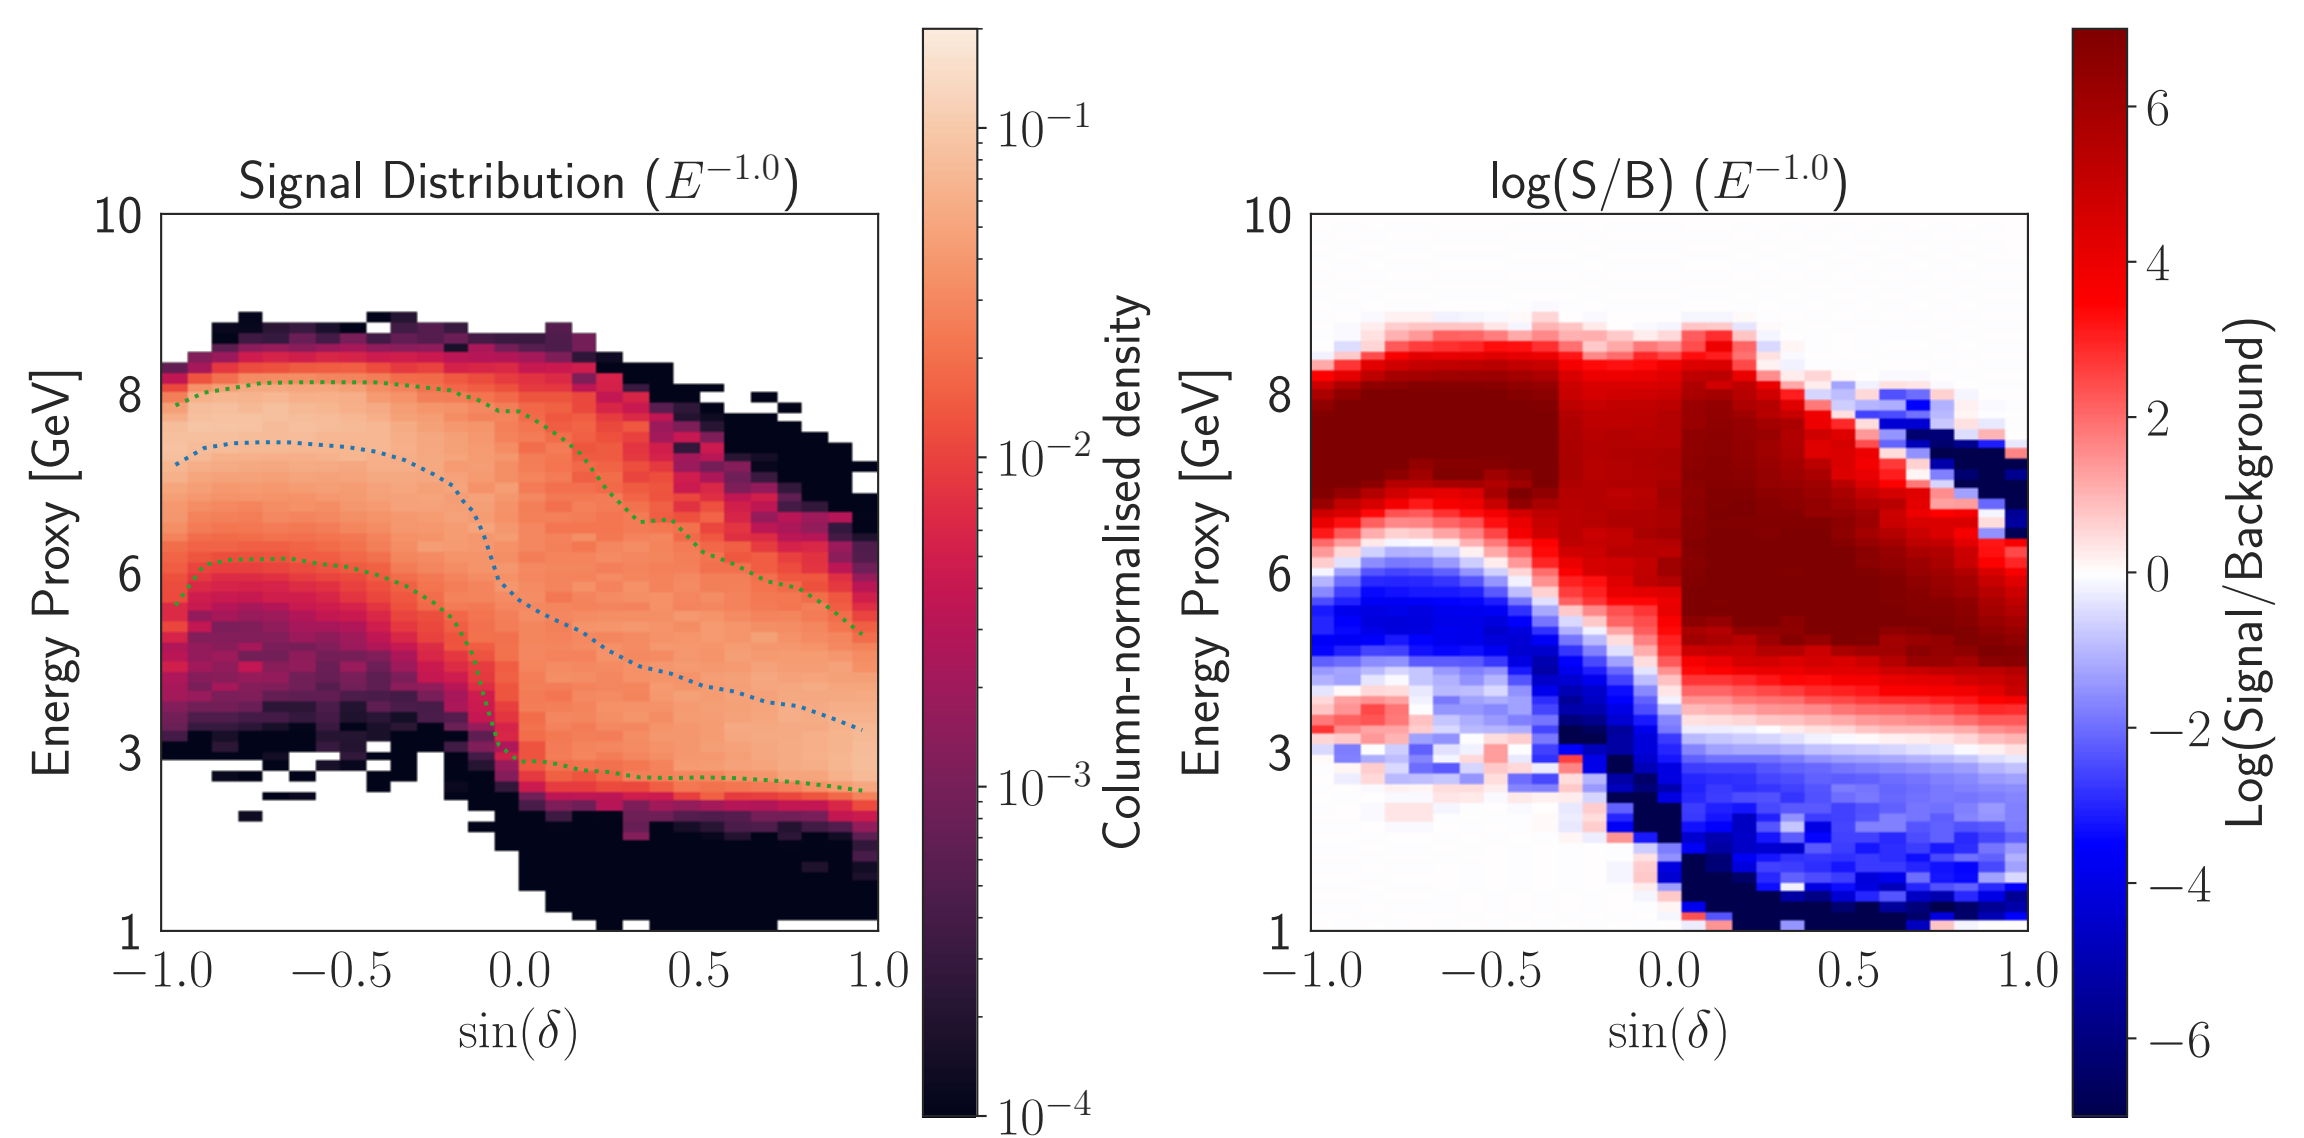 Signal Distribution (E^{−1.0})
Energy Proxy [GeV]
10
8
6
3
1
−1.0 −0.5 0.0 0.5 1.0
sin(δ)
10^{−1}
10^{−2}
10^{−3}
10^{−4}
Column-normalised density
log(S/B) (E^{−1.0})
Energy Proxy [GeV]
10
8
6
3
1
−1.0 −0.5 0.0 0.5 1.0
sin(δ)
6
4
2
0
−2
−4
−6
Log(Signal/Background)